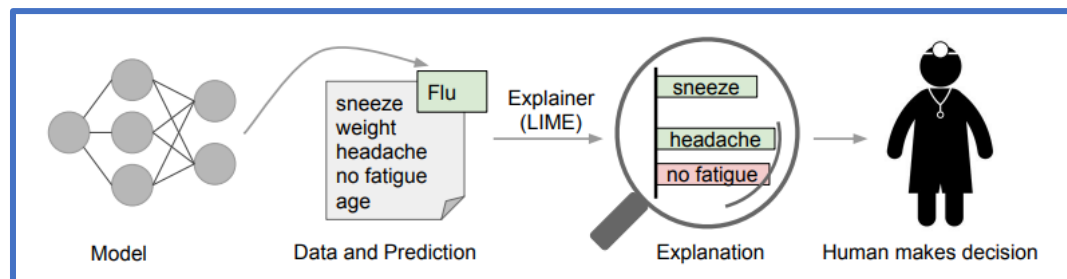 Flu
sneeze
weight
headache
no fatigue
age
Explainer
(LIME)
sneeze
headache
no fatigue
Model
Data and Prediction
Explanation
Human makes decision